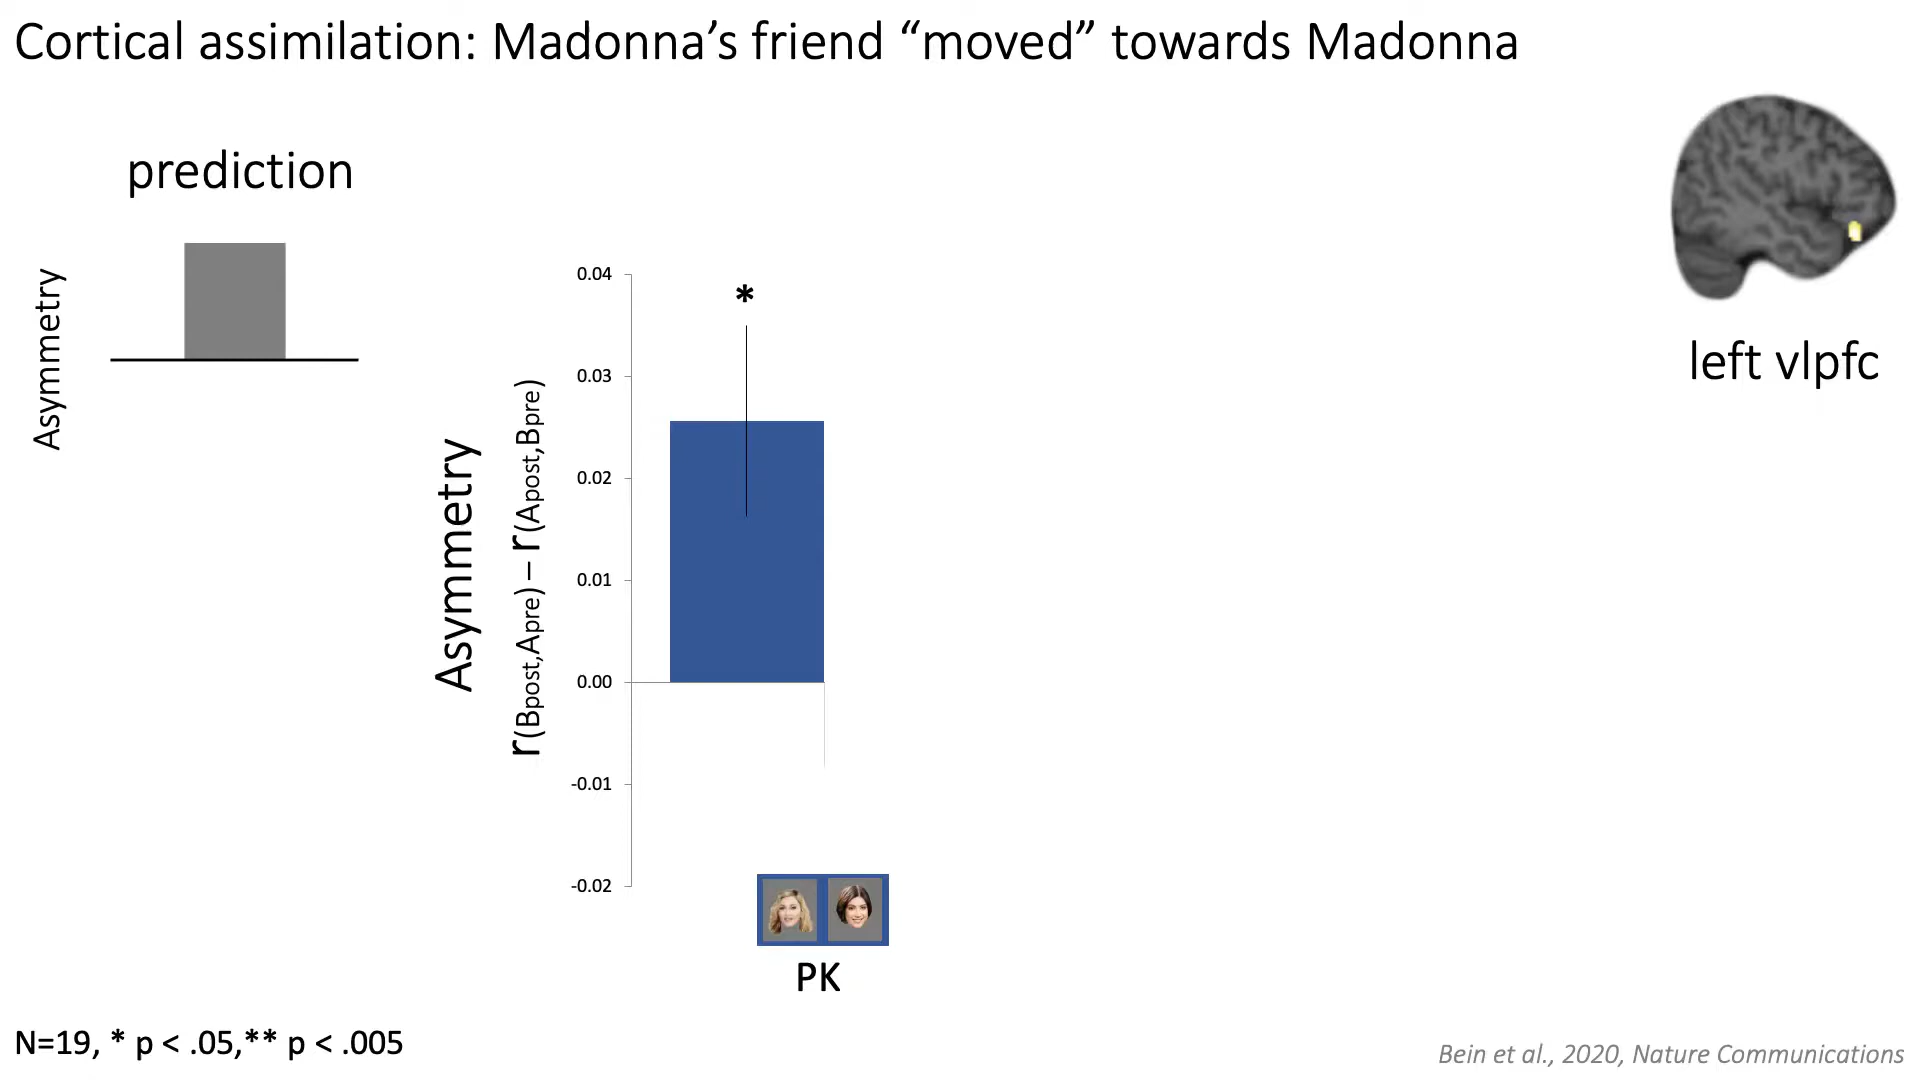 Cortical assimilation: Madonna’s friend “moved” towards Madonna
prediction
Asymmetry
left vlpfc
Asymmetry
r(Bpost,Apre) – r(Apost,Bpre)
0.04
*
0.03
0.02
0.01
0.00
-0.01
-0.02
PK
N=19, * p < .05,** p < .005
Bein et al., 2020, Nature Communications